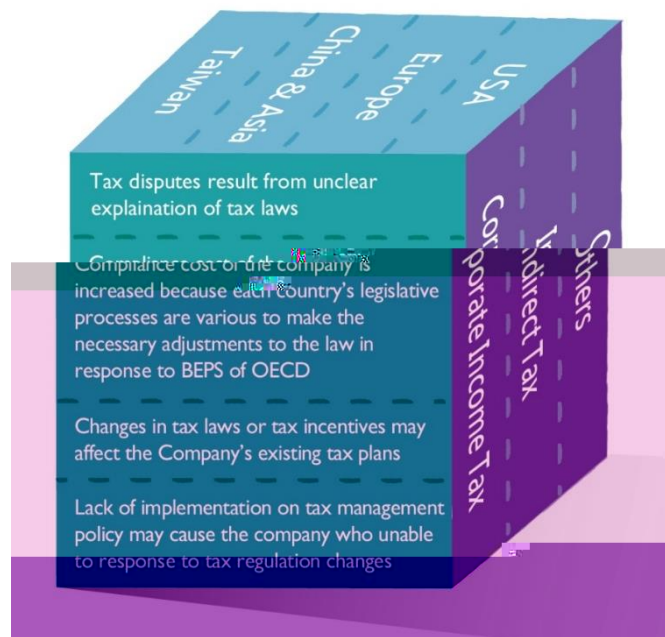 Taiwan
China & Asia
Europe
USA
Tax disputes result from unclear
explaination of tax laws
Compliance cost of the company is
increased because each country's legislative
processes are various to make the
necessary adjustments to the law in
response to BEPS of OECD
Changes in tax laws or tax incentives may
affect the Company's existing tax plans
Lack of implementation on tax management
policy may cause the company who unable
to response to tax regulation changes
Corporate Income Tax
Indirect Tax
Others